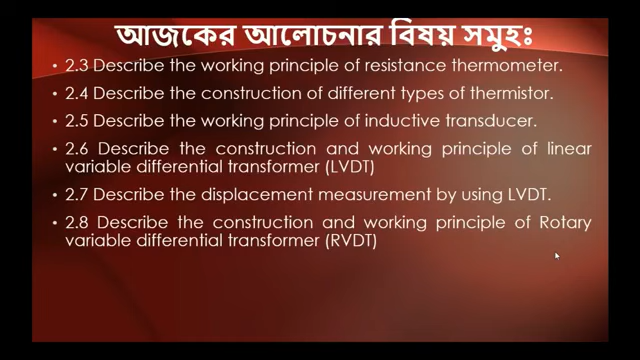 আজকের আলোচনার বিষয় সমুহঃ
• 2.3 Describe the working principle of resistance thermometer.
• 2.4 Describe the construction of different types of thermistor.
• 2.5 Describe the working principle of inductive transducer.
• 2.6 Describe the construction and working principle of linear
variable differential transformer (LVDT)
• 2.7 Describe the displacement measurement by using LVDT.
• 2.8 Describe the construction and working principle of Rotary
variable differential transformer (RVDT)